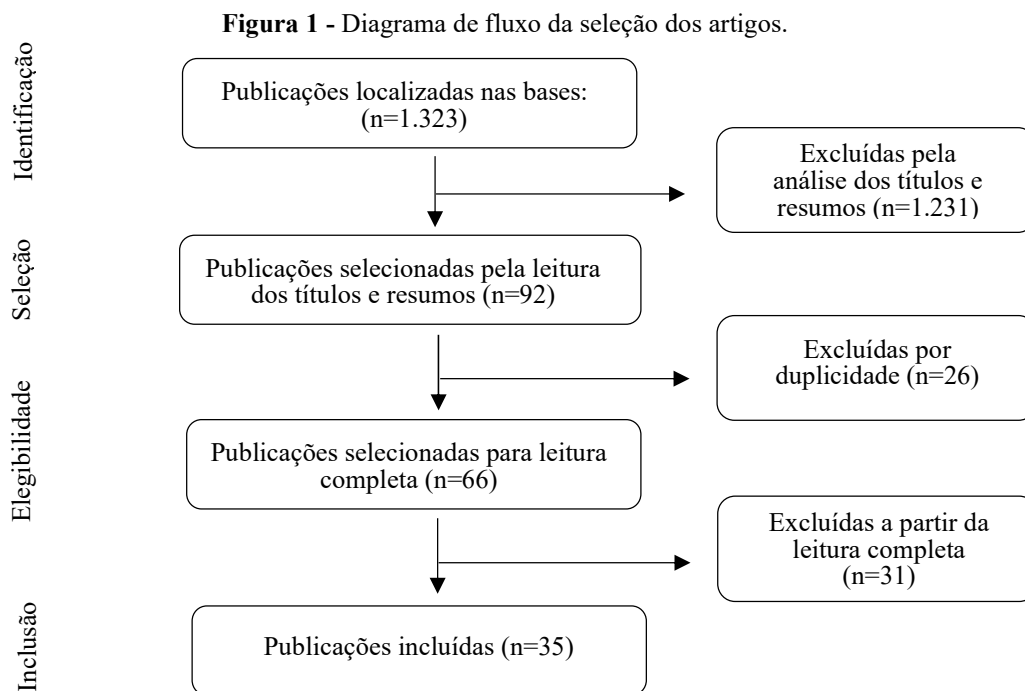 Figura 1 - Diagrama de fluxo da seleção dos artigos.
Identificação
Publicações localizadas nas bases:
(n=1.323)
Excluídas pela
análise dos títulos e
resumos (n=1.231)
Seleção
Publicações selecionadas pela leitura
dos títulos e resumos (n=92)
Excluídas por
duplicidade (n=26)
Elegibilidade
Publicações selecionadas para leitura
completa (n=66)
Excluídas a partir da
leitura completa
(n=31)
Inclusão
Publicações incluídas (n=35)